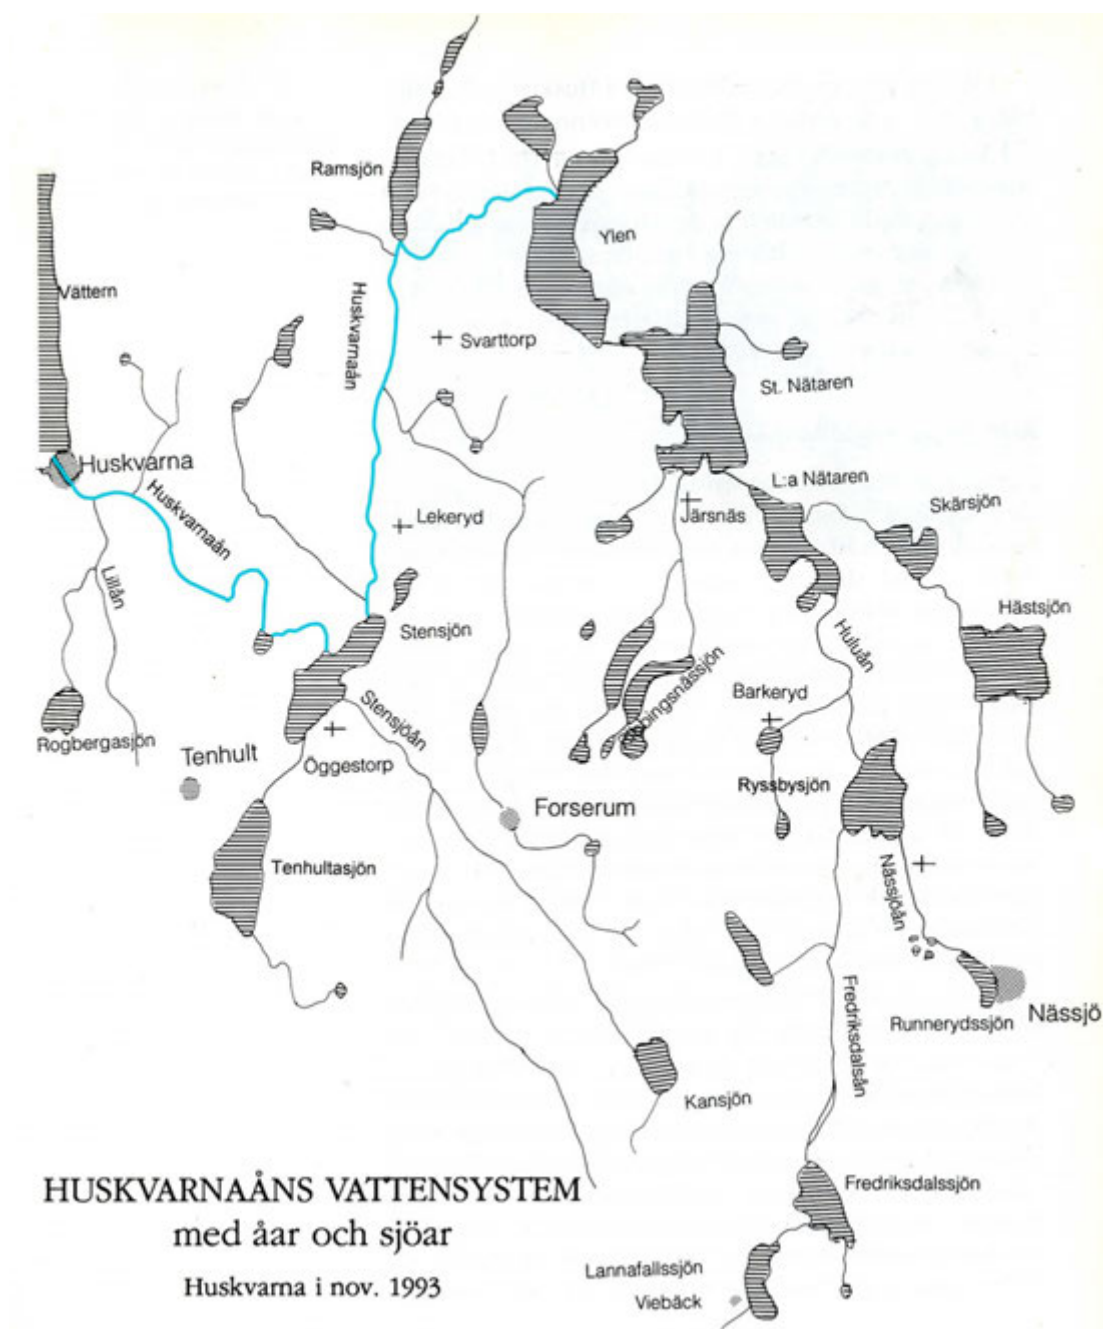 Ramsjön
Ylen
Vättern
Huskvarnaån
Svarttorp
St. Nätaren
Huskvarna
L:a Nätaren
Skärsjön
Huskvarnaån
Lekeryd
Järsnäs
Lillån
Stensjön
Hästsjön
Huluån
Stensjöån
Barkeryd
Rogbergasjön
Tenhult
Öggestorp
Ryssbysjön
Forserum
Tenhultasjön
Nässjöån
Fredriksdalsån
Runnerydssjön
Nässjö
Kansjön
Fredriksdalssjön
HUSKVARNAÅNS VATTENSYSTEM
med åar och sjöar
Huskvarna i nov. 1993
Lannafallssjön
Viebäck